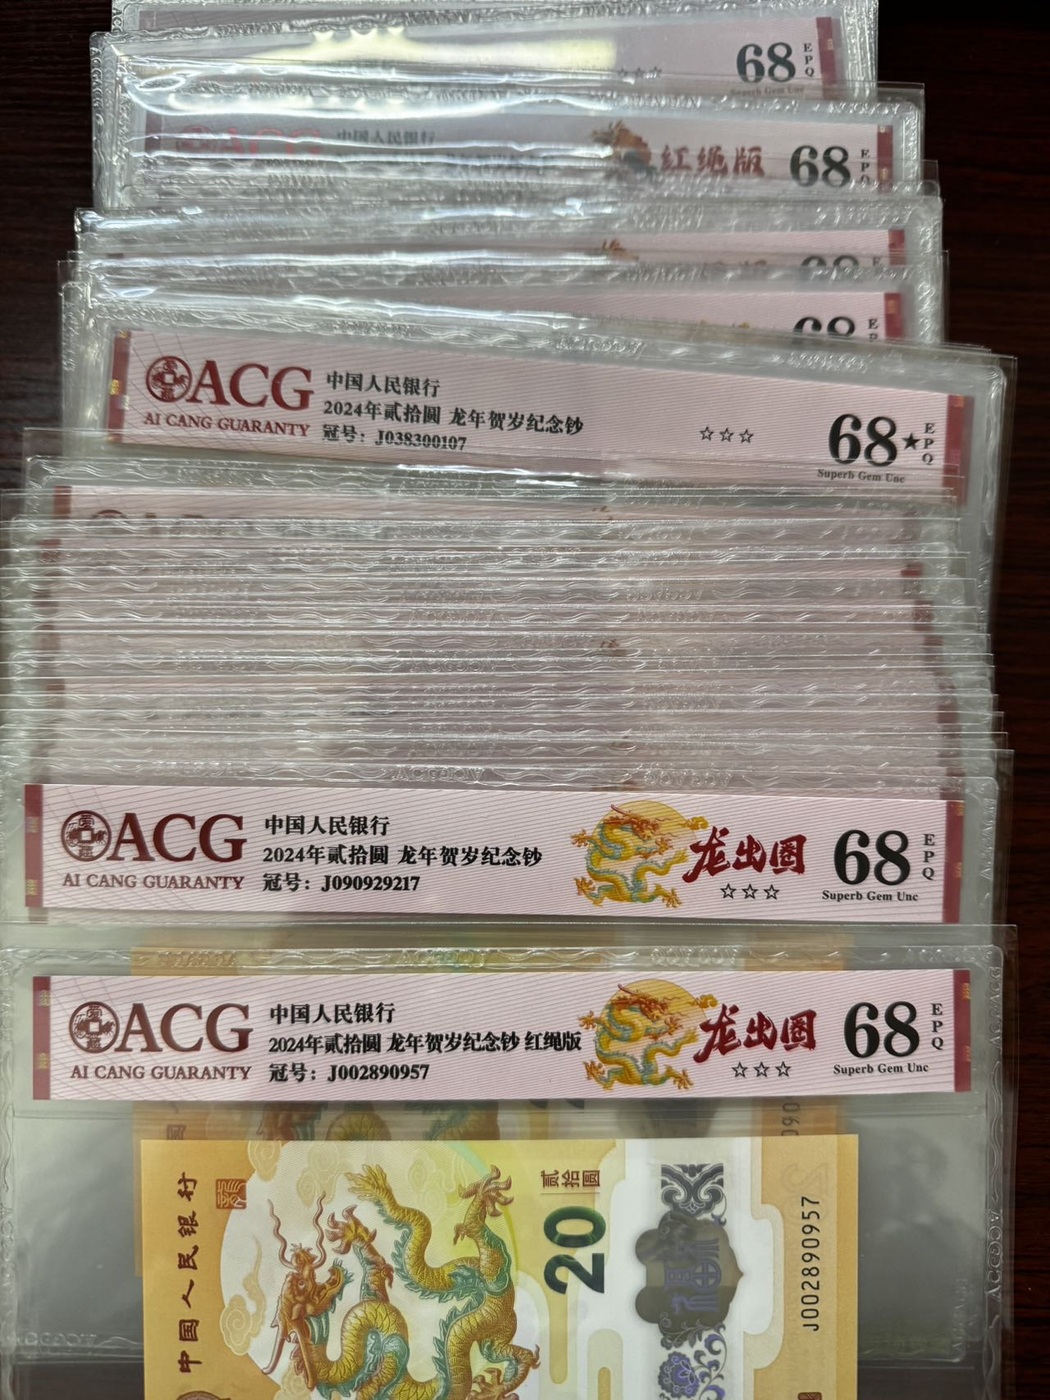 68
EPQ
Superb Gem Unc
ACG
中国人民银行
红绳版
68
EPQ
68
68
ACG
AI CANG GUARANTY
中国人民银行
2024年贰拾圆 龙年贺岁纪念钞
冠号：J038300107
☆☆☆
68★
EPQ
Superb Gem Unc
ACG
AI CANG GUARANTY
中国人民银行
2024年贰拾圆 龙年贺岁纪念钞
冠号：J090929217
龙出圆
☆☆☆
68
EPQ
Superb Gem Unc
ACG
AI CANG GUARANTY
中国人民银行
2024年贰拾圆 龙年贺岁纪念钞 红绳版
冠号：J002890957
龙出圆
☆☆☆
68
EPQ
Superb Gem Unc
中国人民银行
贰拾圆
20
J002890957